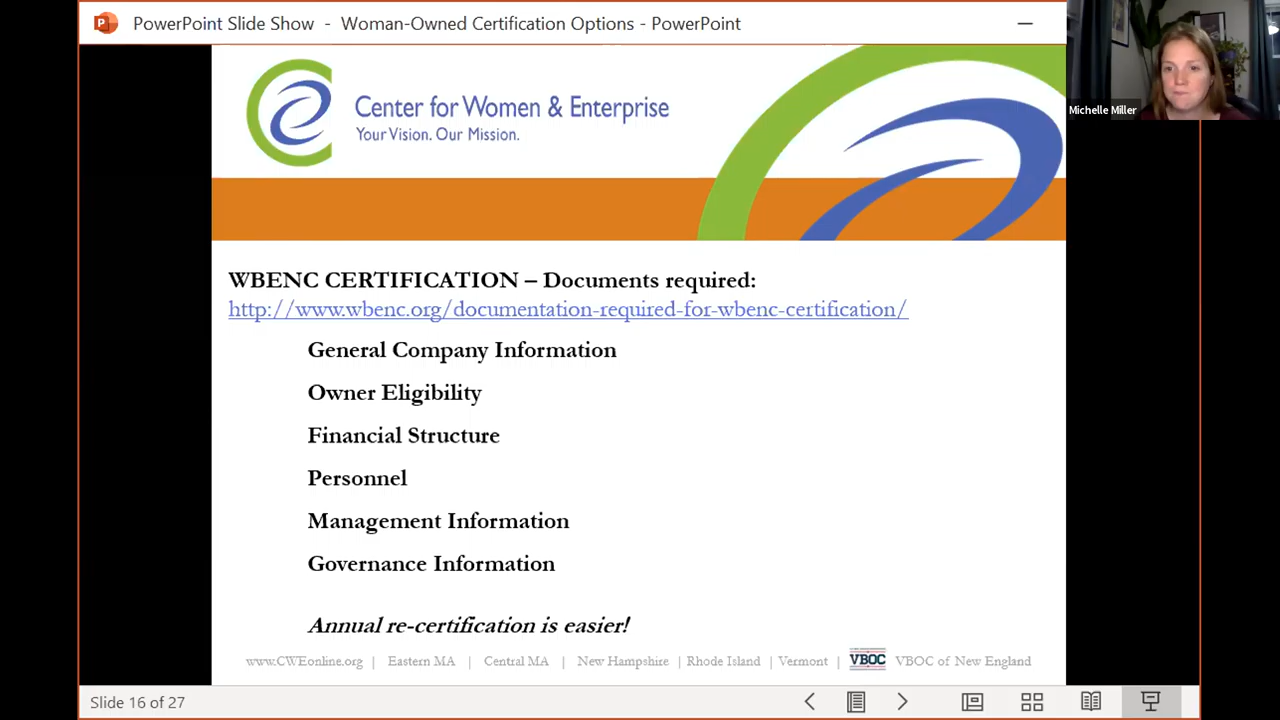 PowerPoint Slide Show - Woman-Owned Certification Options - PowerPoint
Michelle Miller
Center for Women & Enterprise
Your Vision. Our Mission.
WBENC CERTIFICATION – Documents required:
http://www.wbenc.org/documentation-required-for-wbenc-certification/
General Company Information
Owner Eligibility
Financial Structure
Personnel
Management Information
Governance Information
Annual re-certification is easier!
www.CWEonline.org | Eastern MA | Central MA | New Hampshire | Rhode Island | Vermont | VBOC VBOC of New England
Slide 16 of 27